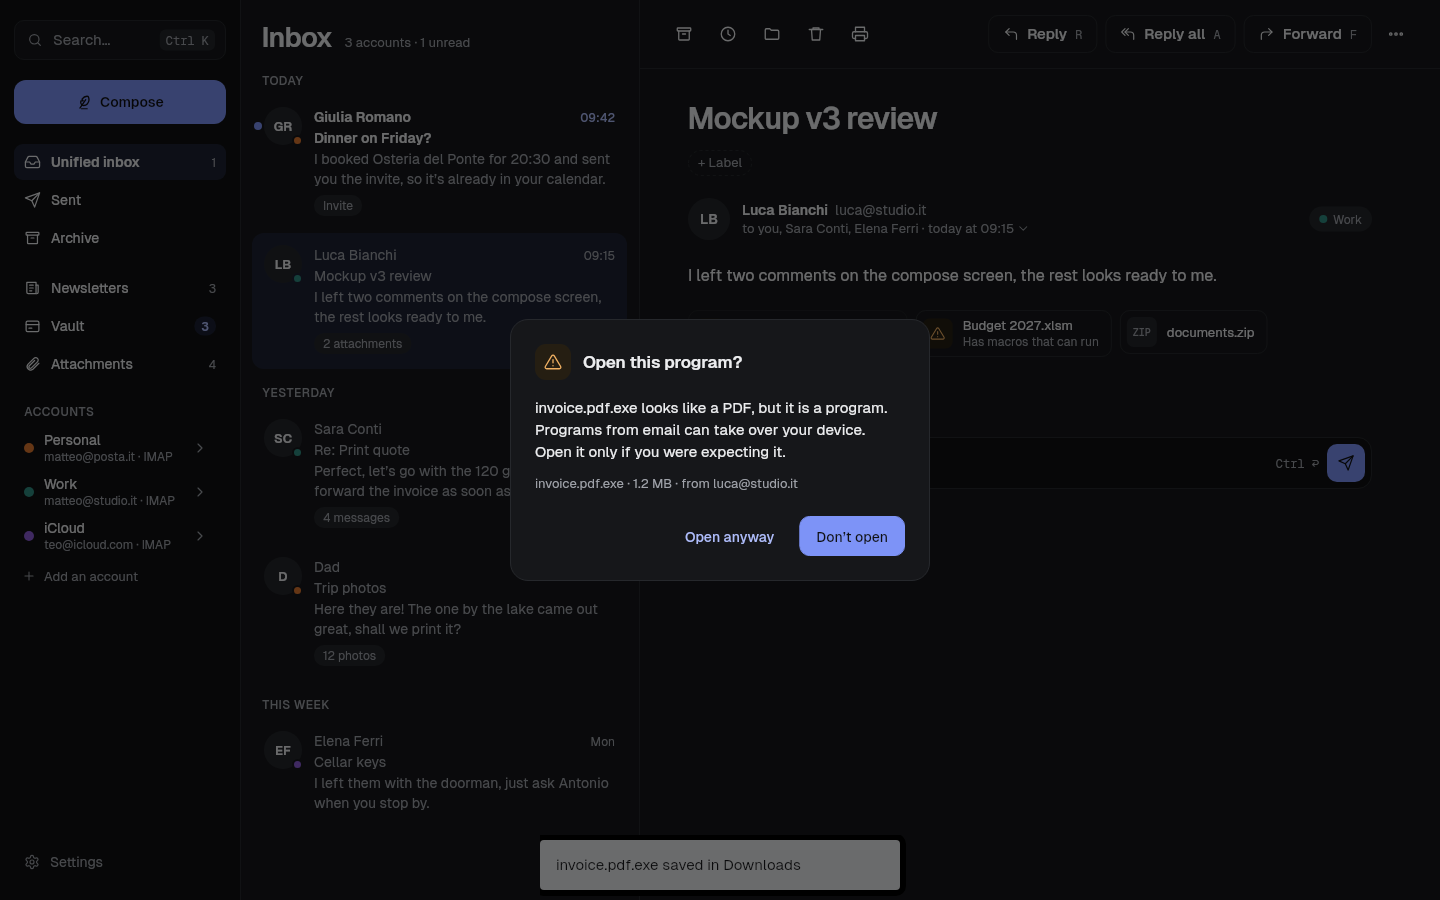 Search...
Ctrl K
Compose
Unified inbox 1
Sent
Archive
Newsletters 3
Vault 3
Attachments 4
ACCOUNTS
Personal
matteo@posta.it · IMAP
Work
matteo@studio.it · IMAP
iCloud
teo@icloud.com · IMAP
Add an account
Settings
Inbox 3 accounts · 1 unread
TODAY
GR
Giulia Romano 09:42
Dinner on Friday?
I booked Osteria del Ponte for 20:30 and sent
you the invite, so it's already in your calendar.
Invite
LB
Luca Bianchi 09:15
Mockup v3 review
I left two comments on the compose screen,
the rest looks ready to me.
2 attachments
YESTERDAY
SC
Sara Conti
Re: Print quote
Perfect, let's go with the 120 g
forward the invoice as soon as
4 messages
D
Dad
Trip photos
Here they are! The one by the lake came out
great, shall we print it?
12 photos
THIS WEEK
EF
Elena Ferri Mon
Cellar keys
I left them with the doorman, just ask Antonio
when you stop by.
Reply R
Reply all A
Forward F
Mockup v3 review
+ Label
LB
Luca Bianchi luca@studio.it
to you, Sara Conti, Elena Ferri · today at 09:15
Work
I left two comments on the compose screen, the rest looks ready to me.
Budget 2027.xlsm
Has macros that can run
ZIP
documents.zip
Ctrl
Open this program?
invoice.pdf.exe looks like a PDF, but it is a program.
Programs from email can take over your device.
Open it only if you were expecting it.
invoice.pdf.exe · 1.2 MB · from luca@studio.it
Open anyway
Don't open
invoice.pdf.exe saved in Downloads